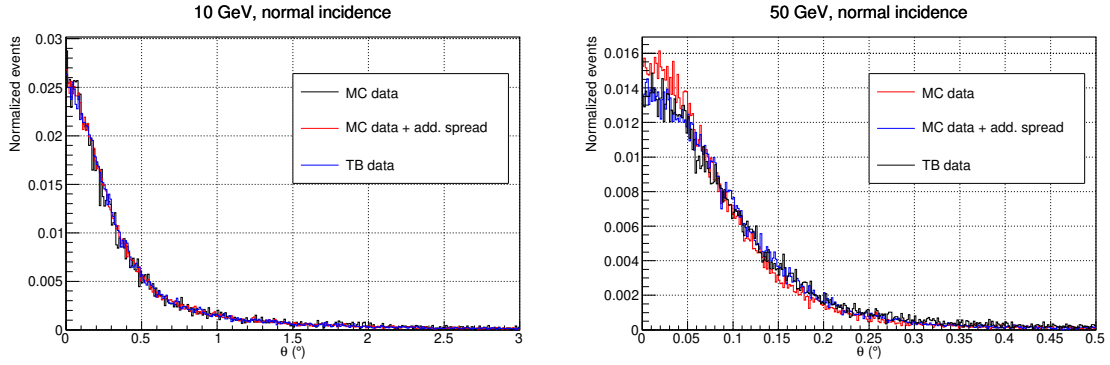 10 GeV, normal incidence
Normalized events
0.03
0.025
0.02
0.015
0.01
0.005
0
MC data
MC data + add. spread
TB data
0 0.5 1 1.5 2 2.5 3
θ (°)
50 GeV, normal incidence
Normalized events
0.016
0.014
0.012
0.01
0.008
0.006
0.004
0.002
0
MC data
MC data + add. spread
TB data
0 0.05 0.1 0.15 0.2 0.25 0.3 0.35 0.4 0.45 0.5
θ (°)